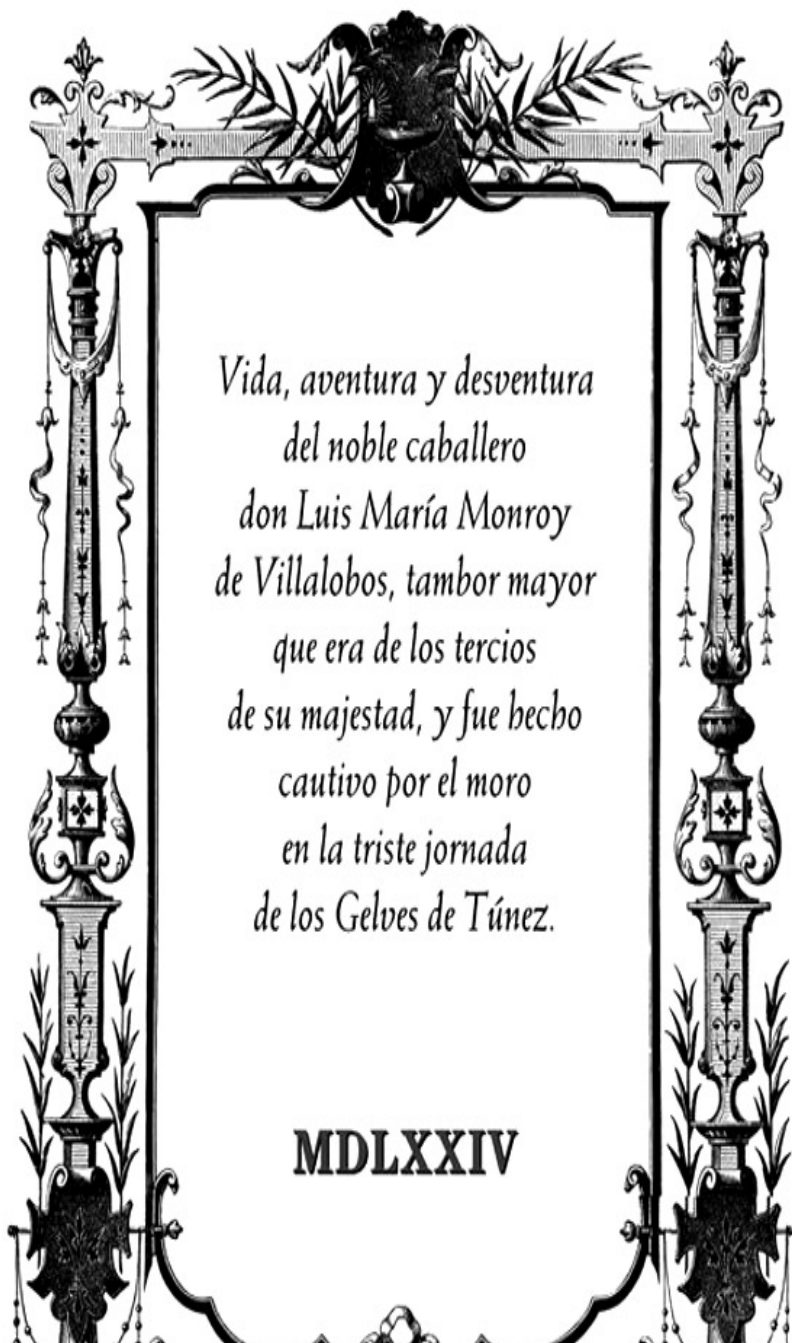 Vida, aventura y desventura
del noble caballero
don Luis María Monroy
de Villalobos, tambor mayor
que era de los tercios
de su majestad, y fue hecho
cautivo por el moro
en la triste jornada
de los Gelves de Túnez.
MDLXXIV